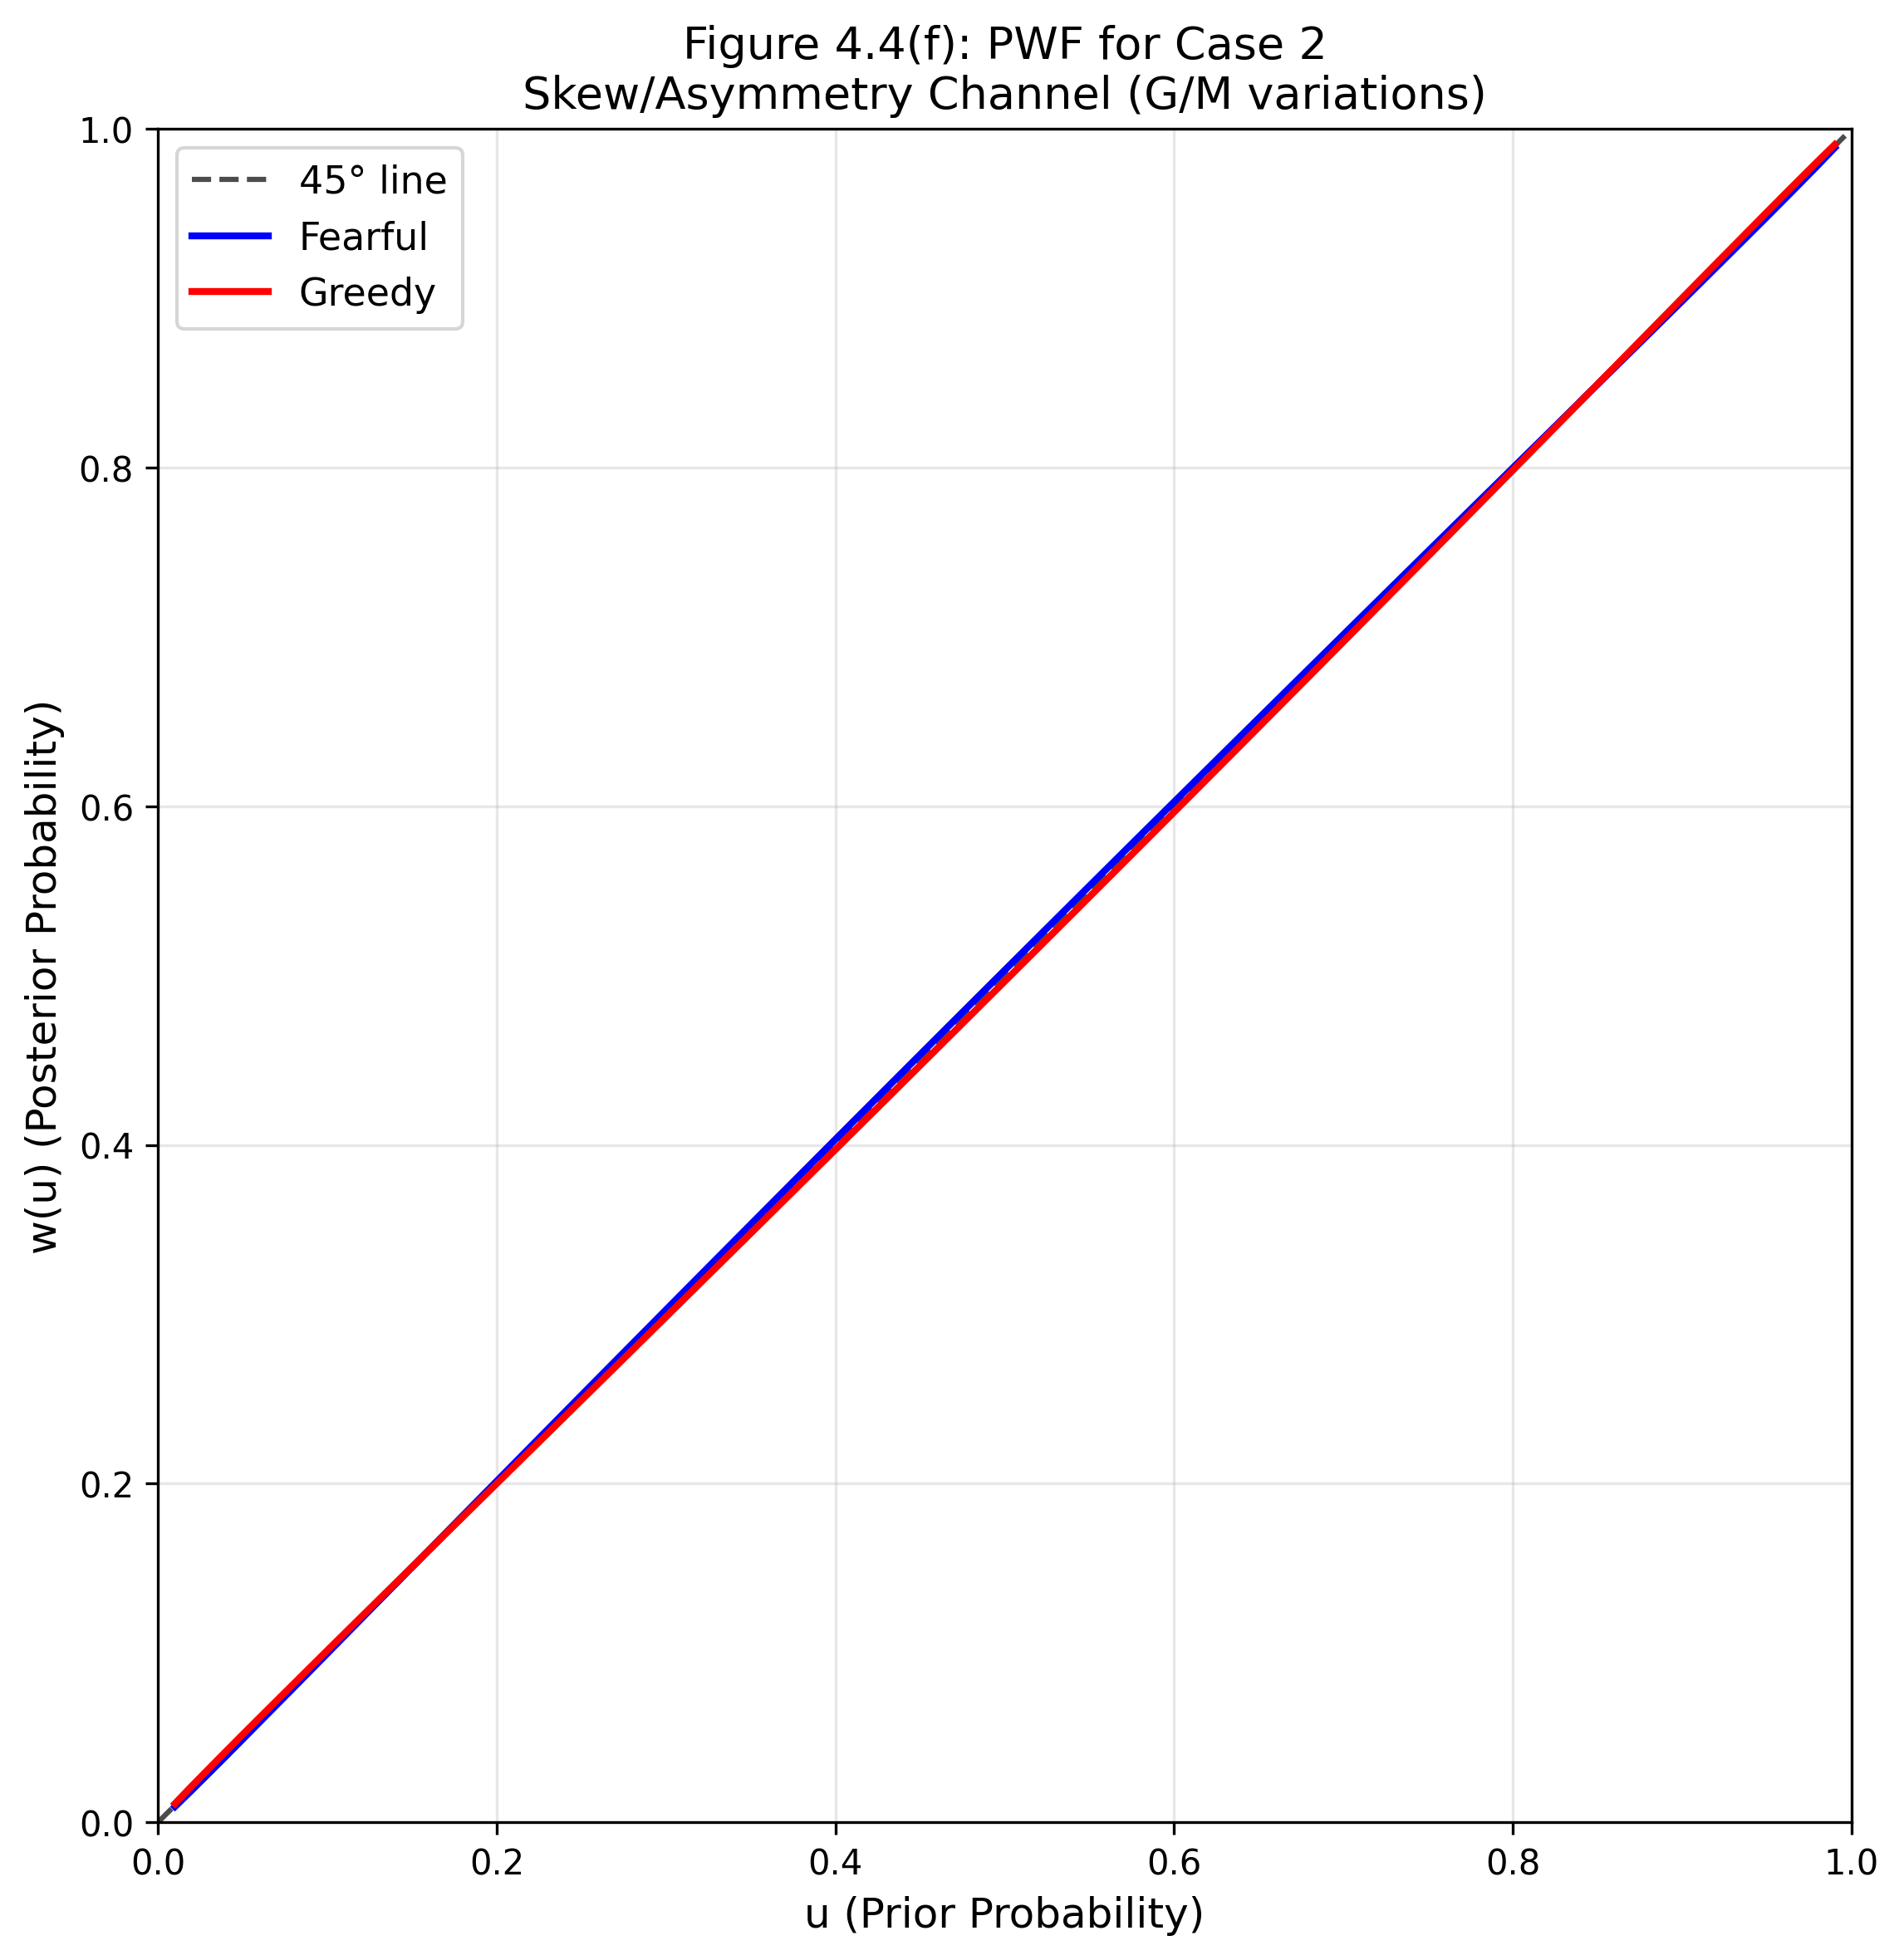 Figure 4.4(f): PWF for Case 2
Skew/Asymmetry Channel (G/M variations)
45° line
Fearful
Greedy
w(u) (Posterior Probability)
1.0
0.8
0.6
0.4
0.2
0.0
0.0 0.2 0.4 0.6 0.8 1.0
u (Prior Probability)